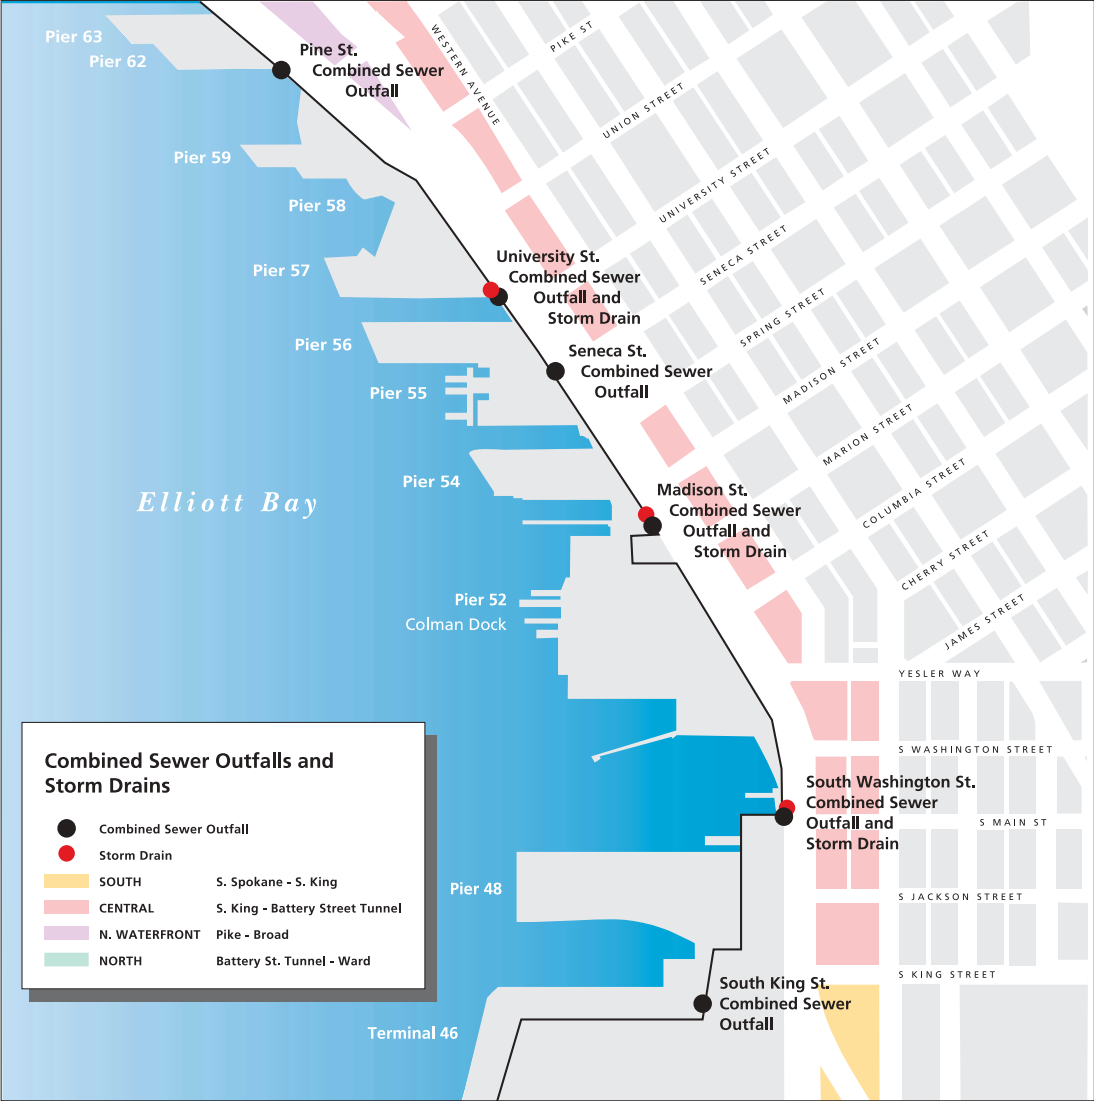 Pier 63
Pier 62
Pine St.
Combined Sewer
Outfall
WESTERN AVENUE
PIKE ST
UNION STREET
Pier 59
UNIVERSITY STREET
Pier 58
SENECA STREET
Pier 57
University St.
Combined Sewer
Outfall and
Storm Drain
SPRING STREET
Pier 56
Seneca St.
Combined Sewer
Outfall
MADISON STREET
Pier 55
MARION STREET
Pier 54
Elliott Bay
Madison St.
Combined Sewer
Outfall and
Storm Drain
COLUMBIA STREET
CHERRY STREET
Pier 52
Colman Dock
JAMES STREET
YESLER WAY
S WASHINGTON STREET
South Washington St.
Combined Sewer
Outfall and
Storm Drain
S MAIN ST
Pier 48
S JACKSON STREET
S KING STREET
South King St.
Combined Sewer
Outfall
Terminal 46
Combined Sewer Outfalls and
Storm Drains
Combined Sewer Outfall
Storm Drain
SOUTH S. Spokane - S. King
CENTRAL S. King - Battery Street Tunnel
N. WATERFRONT Pike - Broad
NORTH Battery St. Tunnel - Ward